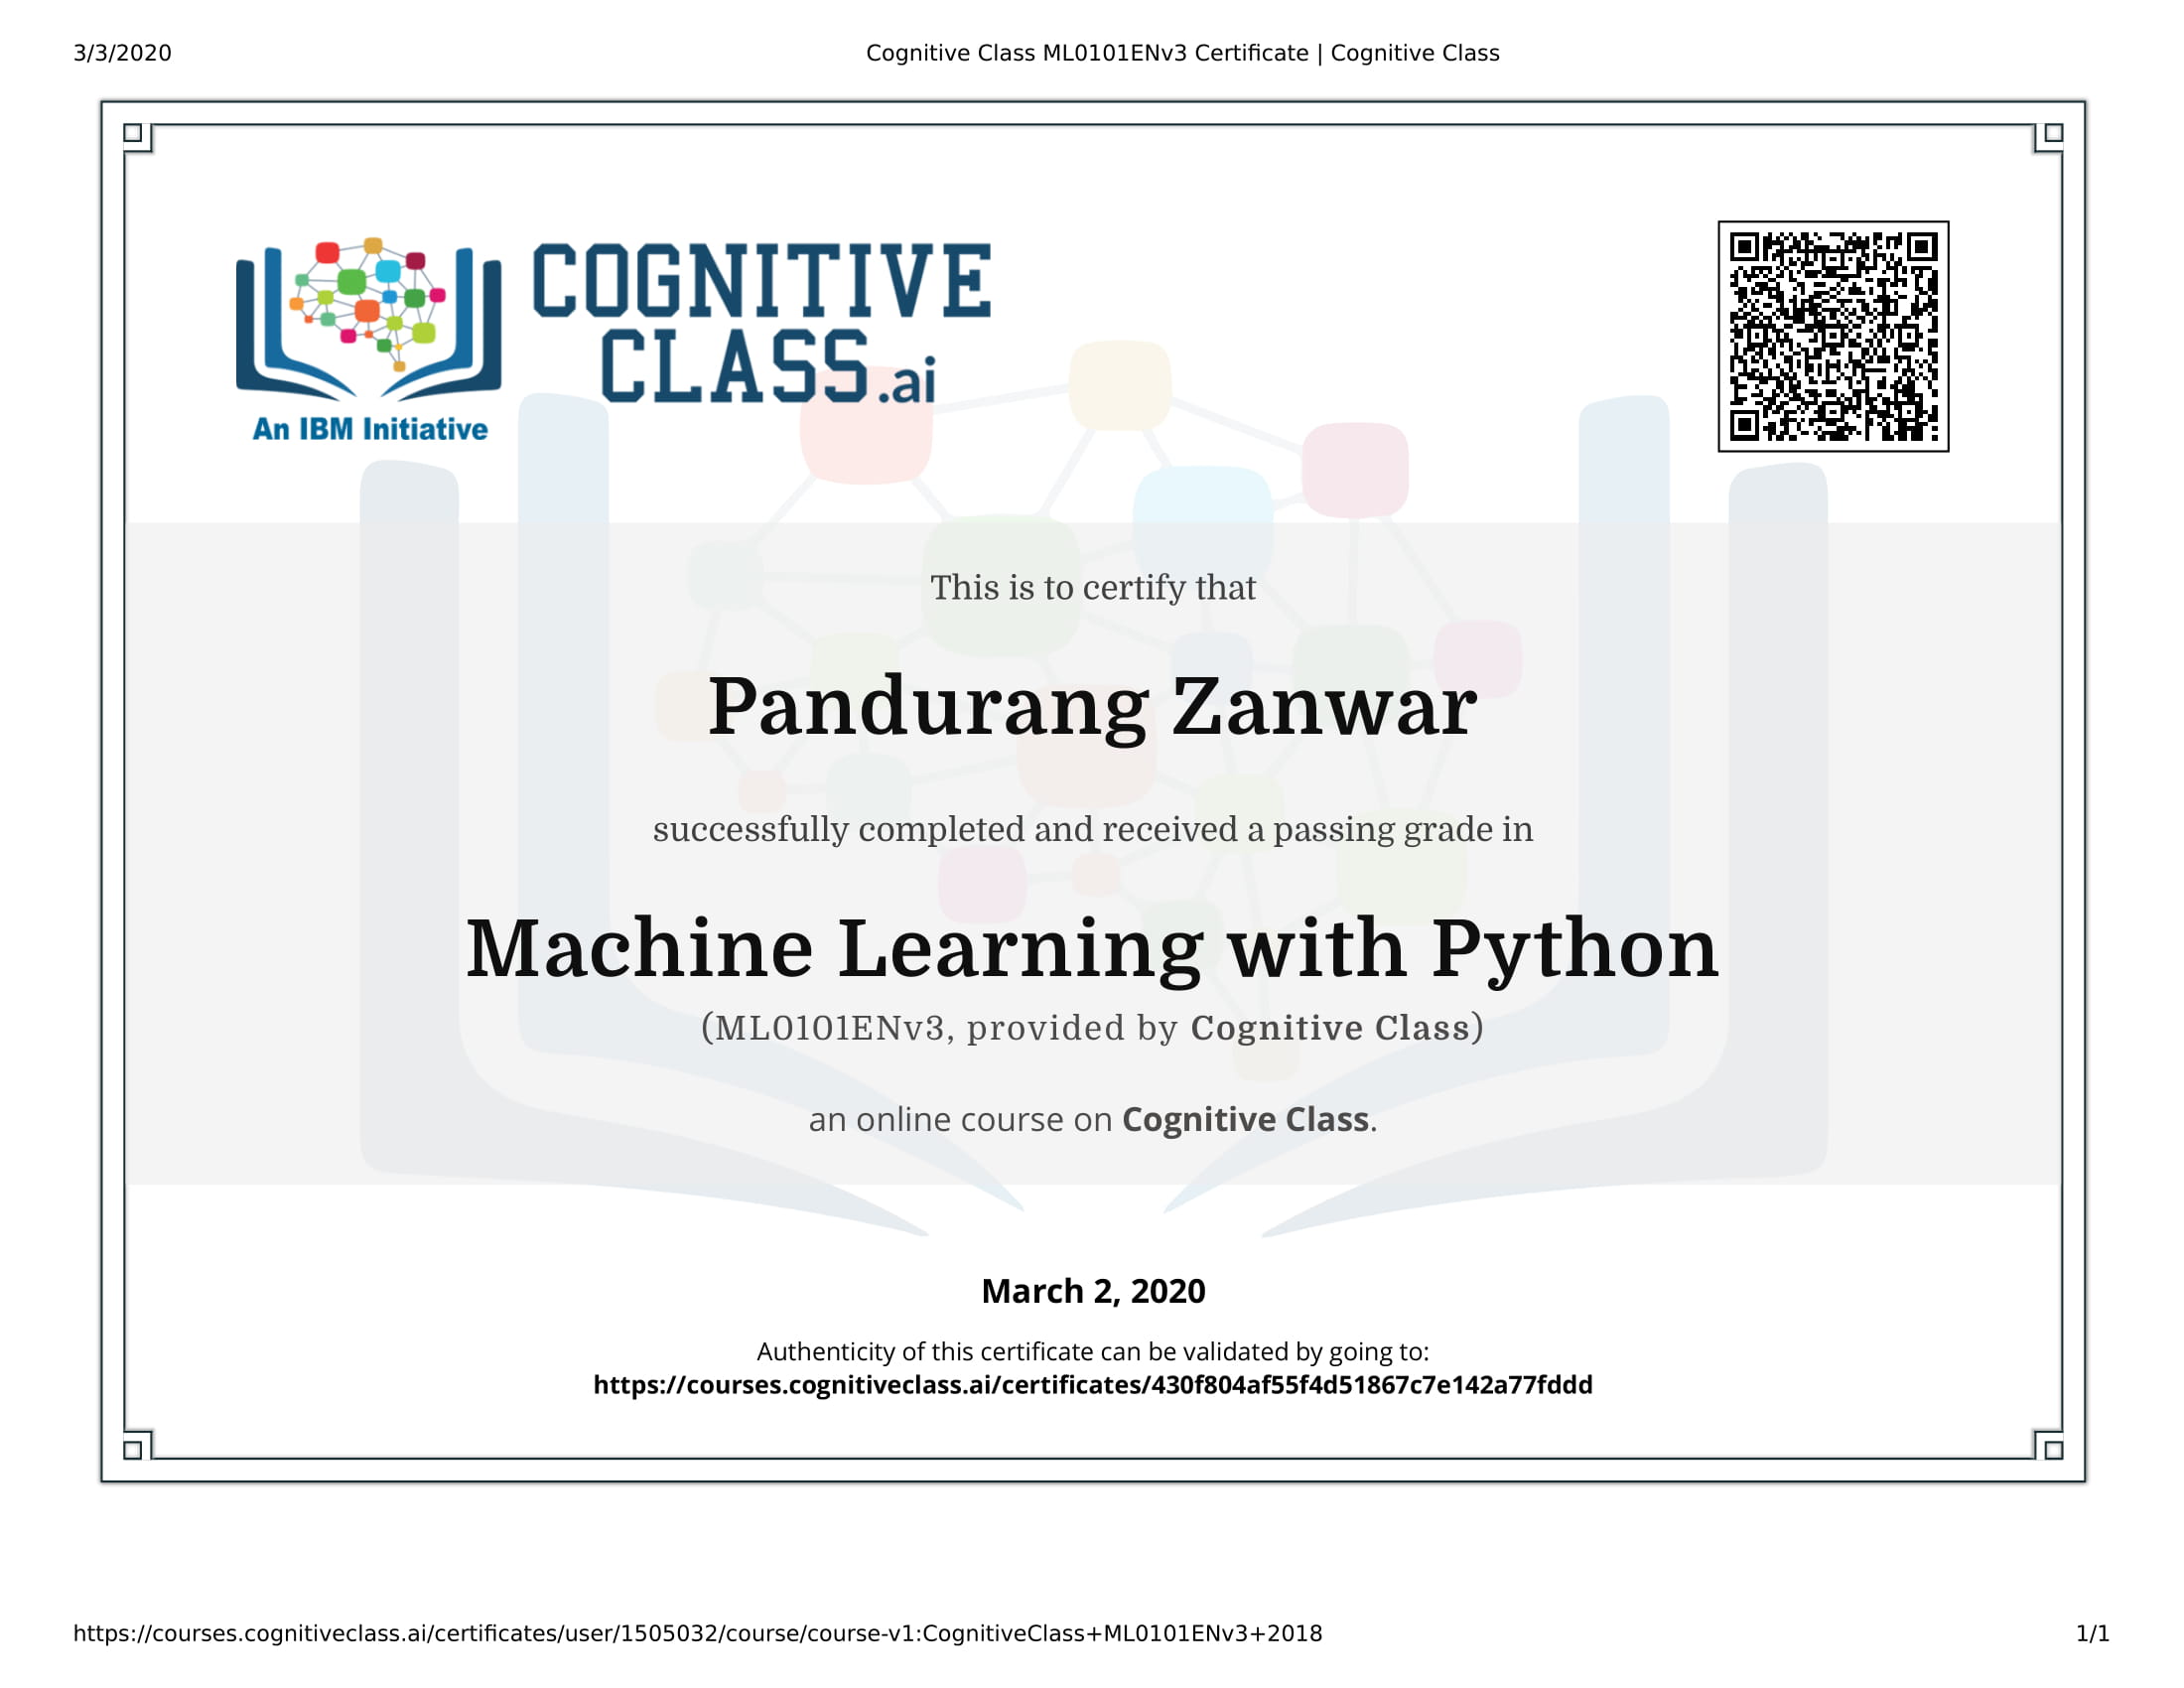 3/3/2020
Cognitive Class ML0101ENv3 Certificate | Cognitive Class
COGNITIVE
CLASS.ai
An IBM Initiative
This is to certify that
Pandurang Zanwar
successfully completed and received a passing grade in
Machine Learning with Python
(ML0101ENv3, provided by Cognitive Class)
an online course on Cognitive Class.
March 2, 2020
Authenticity of this certificate can be validated by going to:
https://courses.cognitiveclass.ai/certificates/430f804af55f4d51867c7e142a77fddd
https://courses.cognitiveclass.ai/certificates/user/1505032/course/course-v1:CognitiveClass+ML0101ENv3+2018
1/1